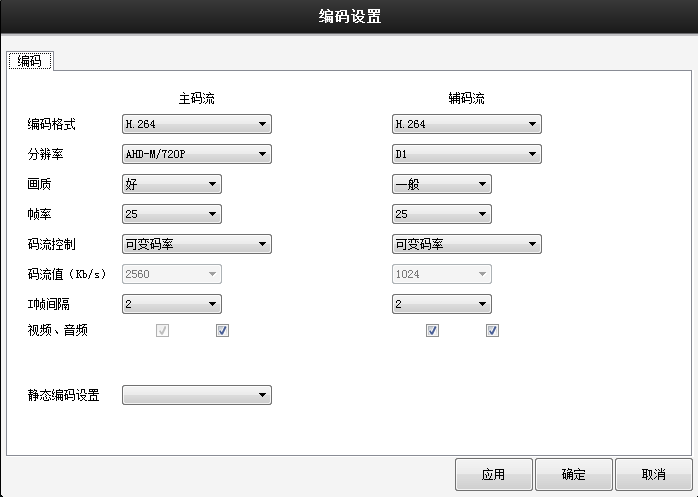 编码设置
编码
主码流 辅码流
编码格式 H.264 H.264
分辨率 AHD-M/720P D1
画质 好 一般
帧率 25 25
码流控制 可变码率 可变码率
码流值(Kb/s) 2560 1024
I帧间隔 2 2
视频、音频
静态编码设置
应用 确定 取消